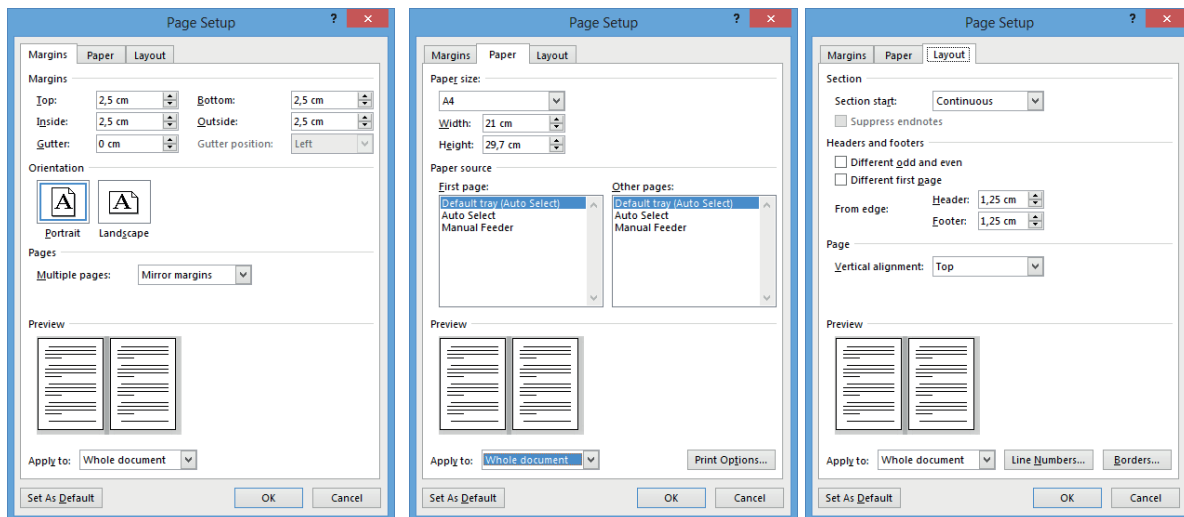 Page Setup ? ×
Margins Paper Layout
Margins
Top: 2,5 cm Bottom: 2,5 cm
Inside: 2,5 cm Outside: 2,5 cm
Gutter: 0 cm Gutter position: Left
Orientation
A A
Portrait Landscape
Pages
Multiple pages: Mirror margins
Preview
Apply to: Whole document
Set As Default OK Cancel
Page Setup ? ×
Margins Paper Layout
Paper size:
A4
Width: 21 cm
Height: 29,7 cm
Paper source
First page: Other pages:
Default tray (Auto Select) Default tray (Auto Select)
Auto Select Auto Select
Manual Feeder Manual Feeder
Preview
Apply to: Whole document Print Options...
Set As Default OK Cancel
Page Setup ? ×
Margins Paper Layout
Section
Section start: Continuous
Suppress endnotes
Headers and footers
Different odd and even
Different first page
From edge: Header: 1,25 cm
Footer: 1,25 cm
Page
Vertical alignment: Top
Preview
Apply to: Whole document Line Numbers... Borders...
Set As Default OK Cancel